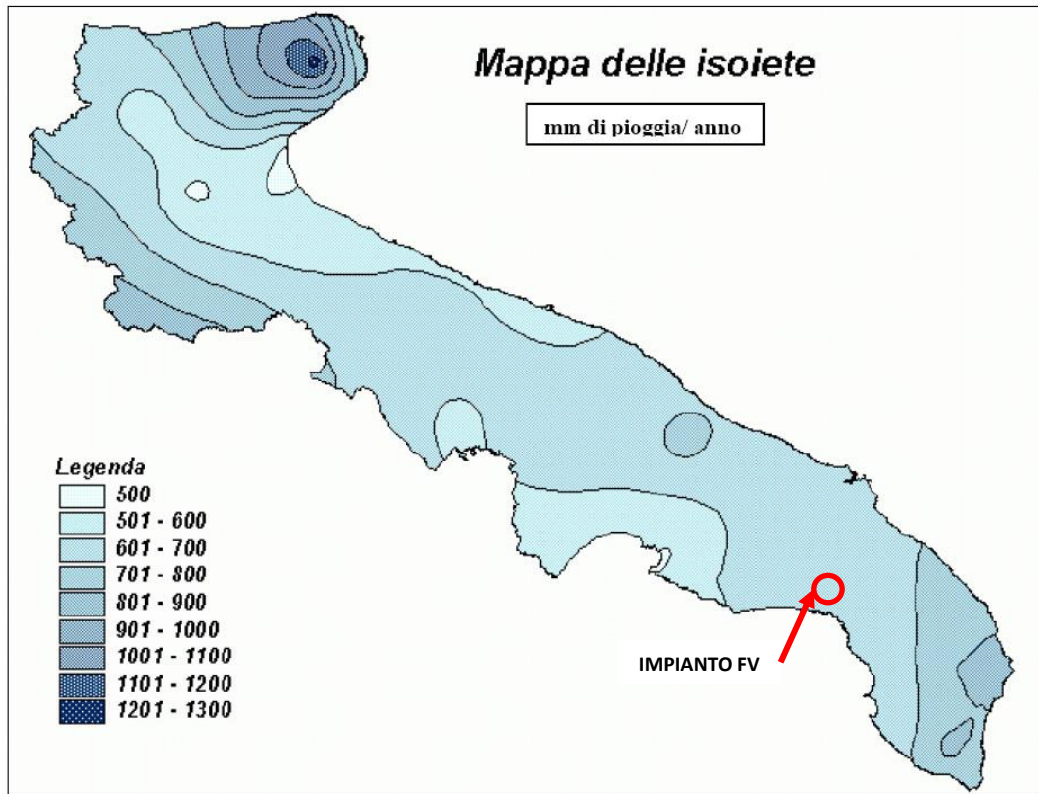 Mappa delle isoiete
mm di pioggia/ anno
Legenda
500
501 - 600
601 - 700
701 - 800
801 - 900
901 - 1000
1001 - 1100
1101 - 1200
1201 - 1300
IMPIANTO FV